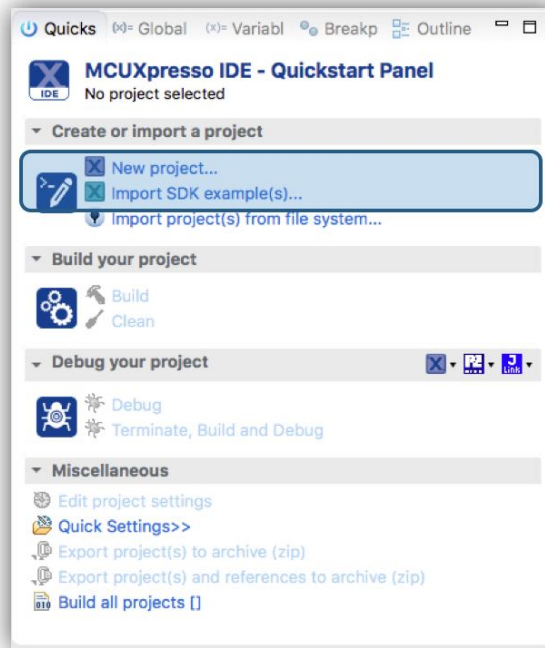 Quicks (x)= Global (x)= Variabl Breakp Outline
MCUXpresso IDE - Quickstart Panel
IDE
No project selected
Create or import a project
New project...
Import SDK example(s)...
Import project(s) from file system...
Build your project
Build
Clean
Debug your project
LINK
Debug
Terminate, Build and Debug
Miscellaneous
Edit project settings
Quick Settings>>
Export project(s) to archive (zip)
Export project(s) and references to archive (zip)
010 Build all projects []